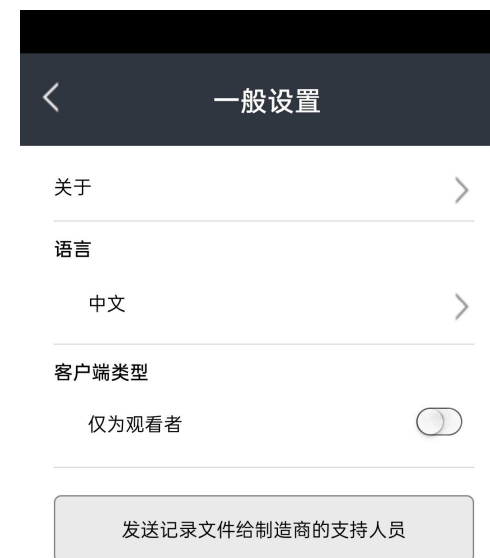 一般设置
关于
语言
中文
客户端类型
仅为观看者
发送记录文件给制造商的支持人员